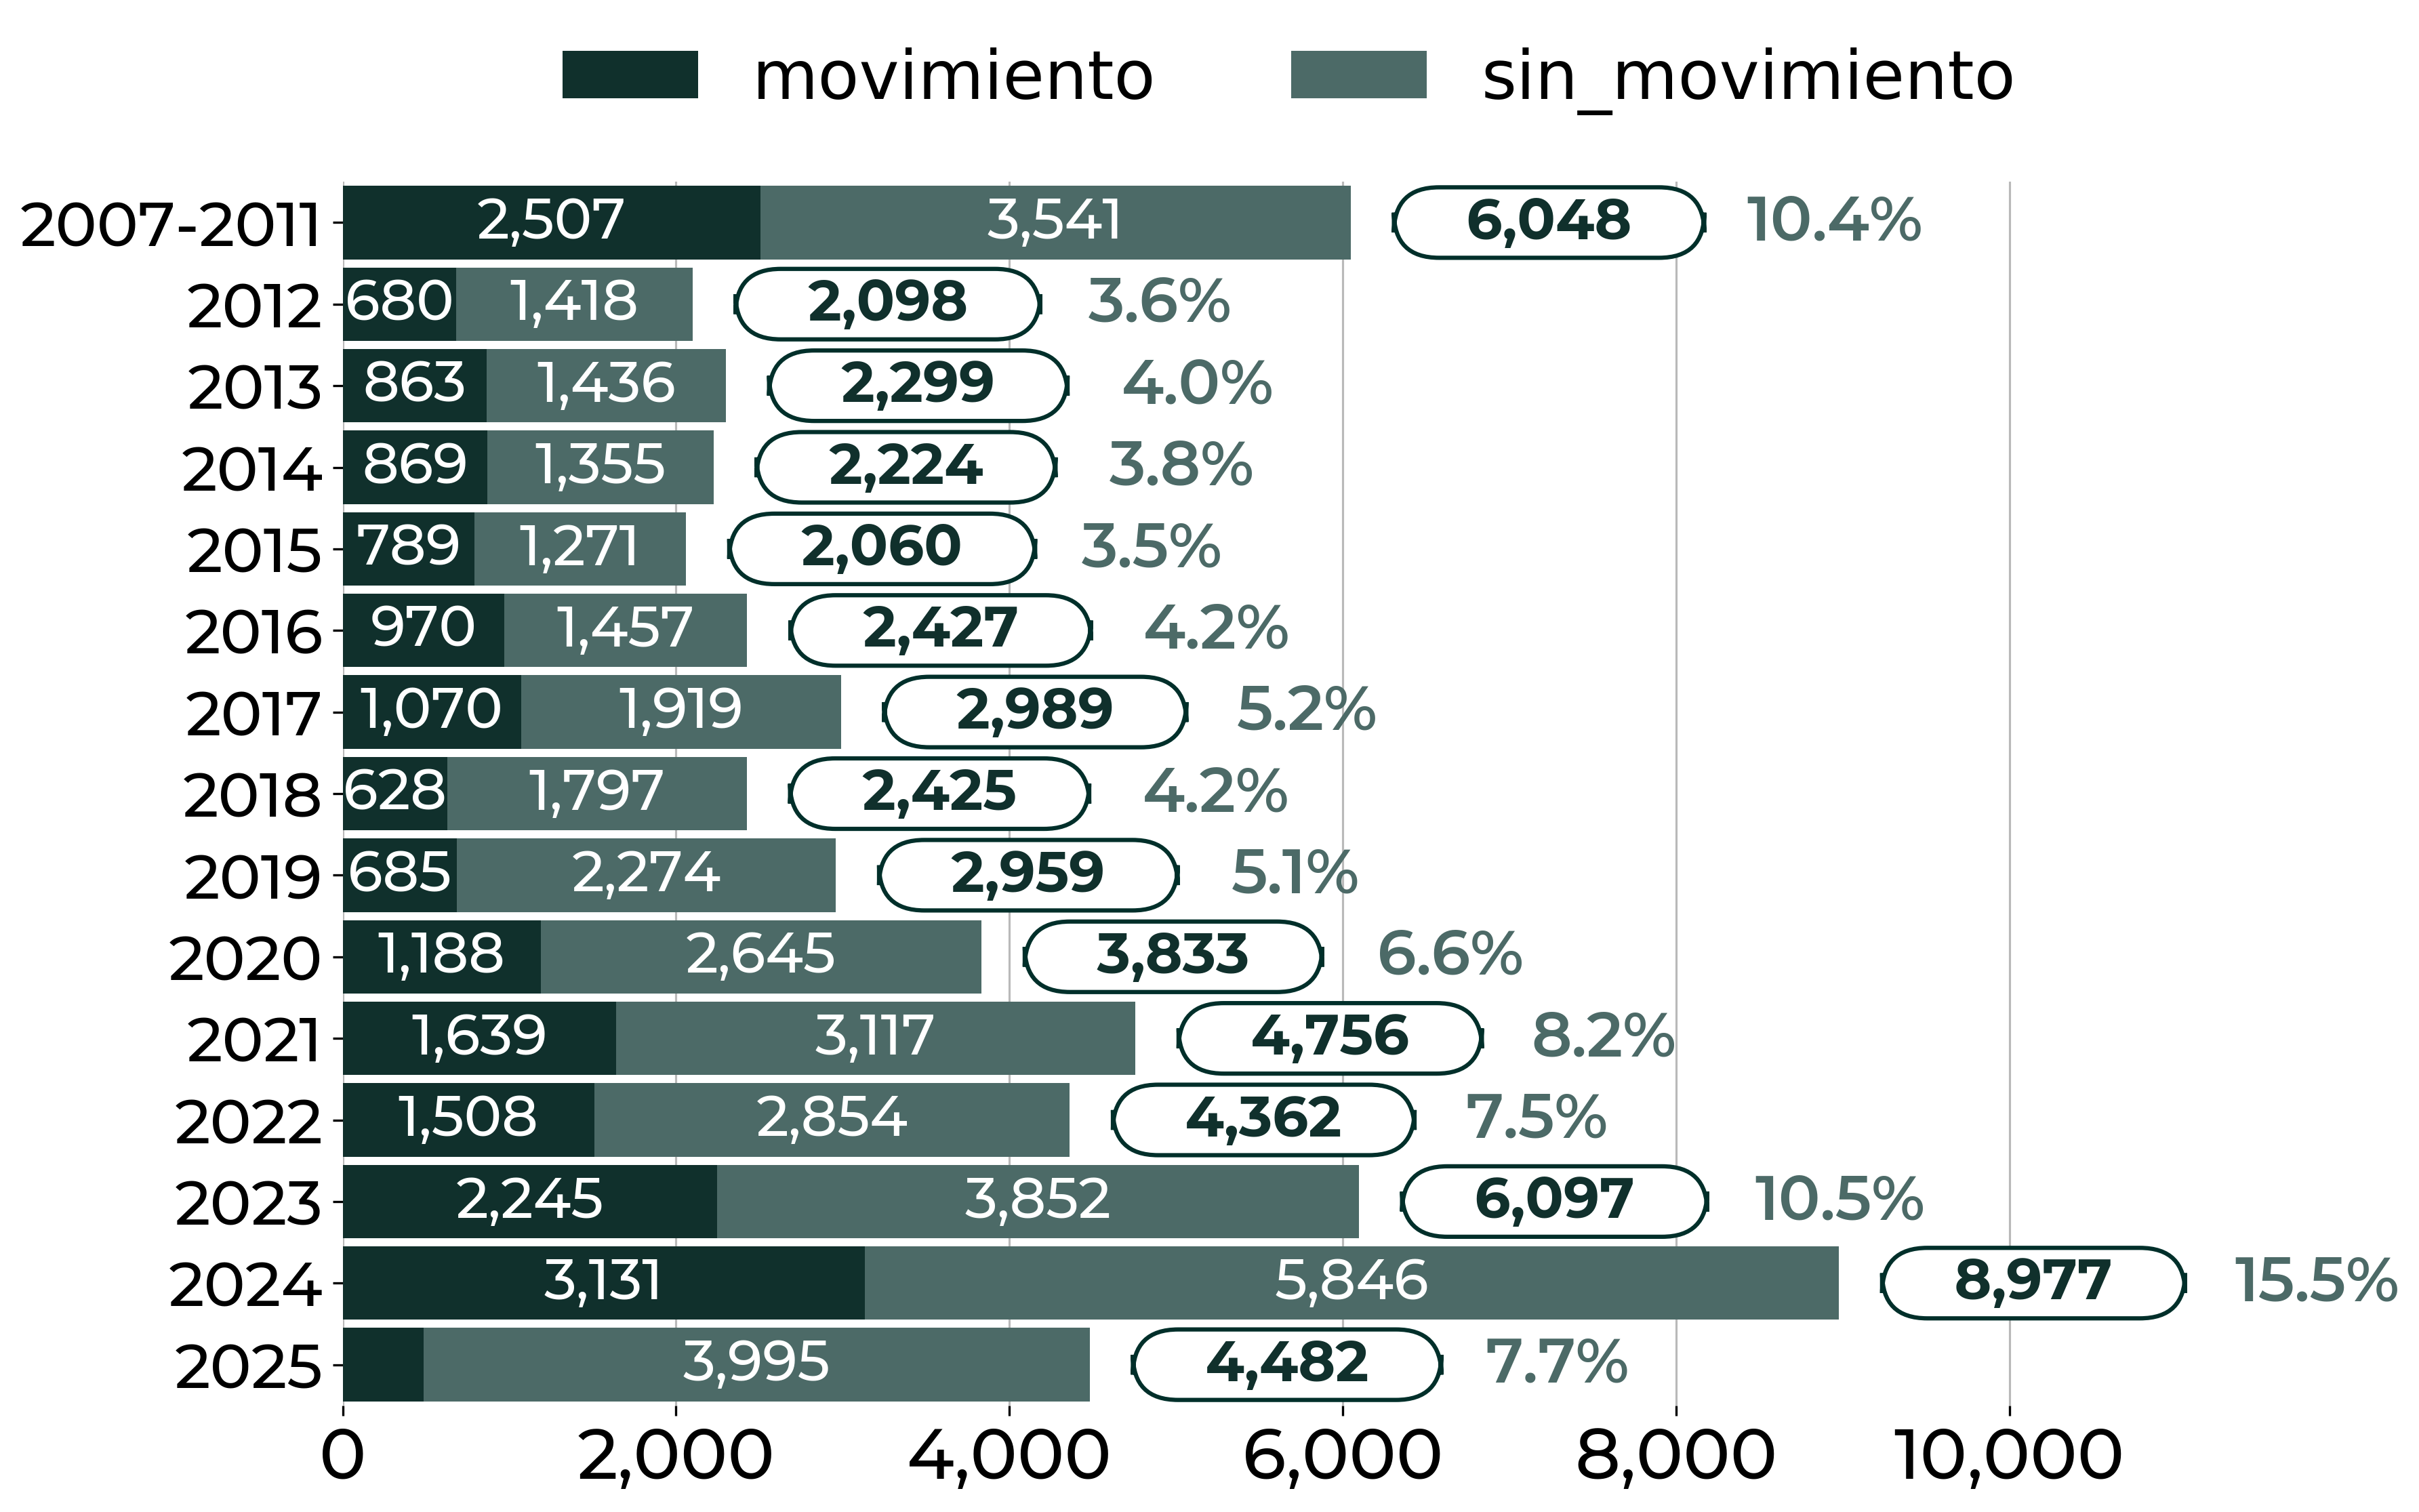 movimiento sin_movimiento
2007-2011 2,507 3,541 6,048 10.4%
2012 680 1,418 2,098 3.6%
2013 863 1,436 2,299 4.0%
2014 869 1,355 2,224 3.8%
2015 789 1,271 2,060 3.5%
2016 970 1,457 2,427 4.2%
2017 1,070 1,919 2,989 5.2%
2018 628 1,797 2,425 4.2%
2019 685 2,274 2,959 5.1%
2020 1,188 2,645 3,833 6.6%
2021 1,639 3,117 4,756 8.2%
2022 1,508 2,854 4,362 7.5%
2023 2,245 3,852 6,097 10.5%
2024 3,131 5,846 8,977 15.5%
2025 3,995 4,482 7.7%
0 2,000 4,000 6,000 8,000 10,000